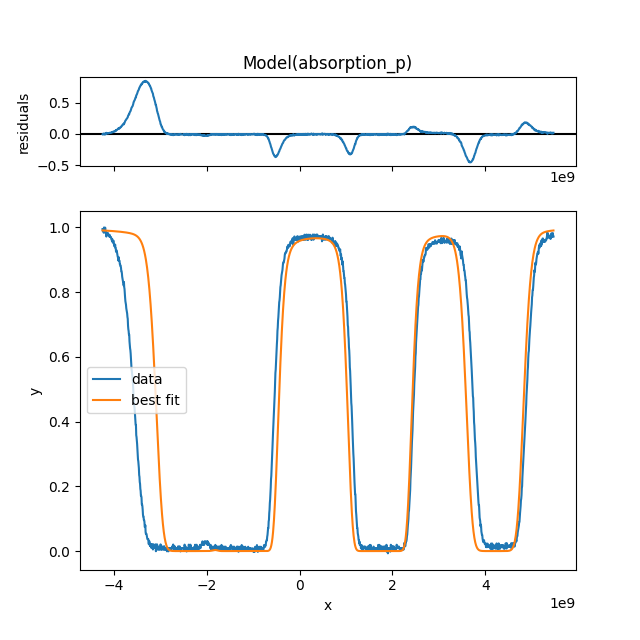 Model(absorption_p)
residuals
0.5
0.0
−0.5
1e9
y
1.0
0.8
0.6
0.4
0.2
0.0
data
best fit
−4
−2
0
2
4
x
1e9